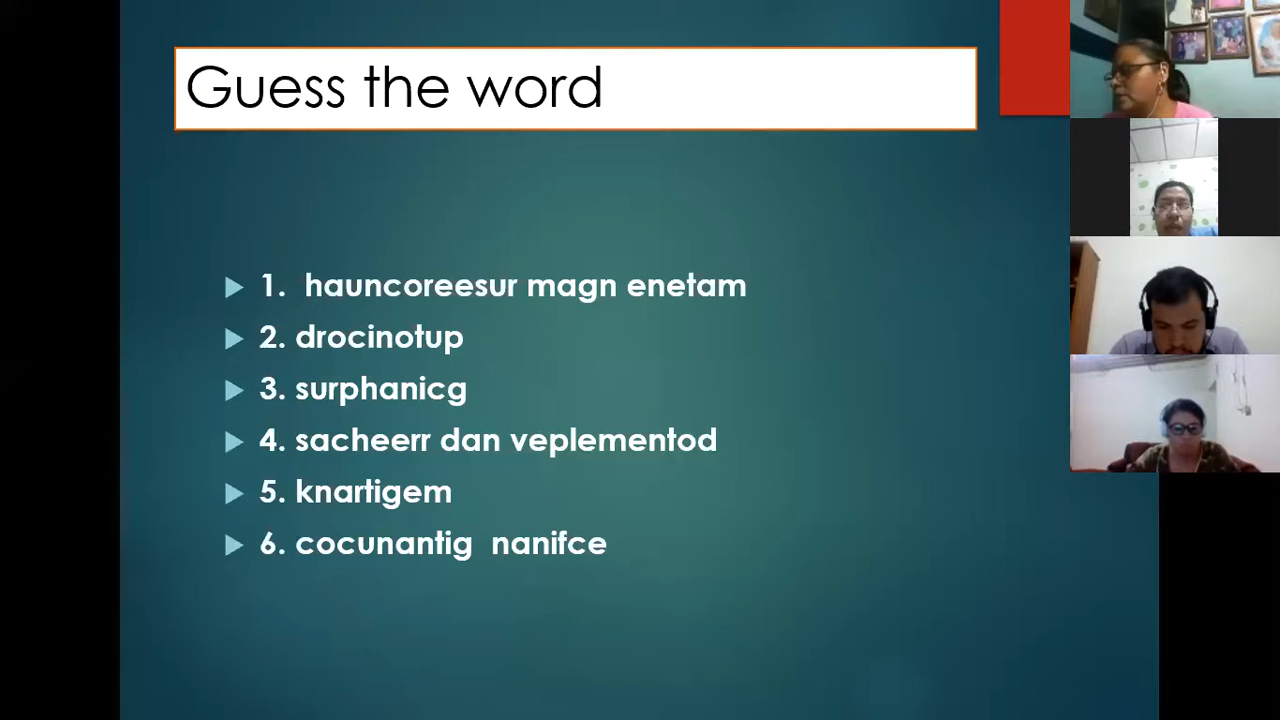 Guess the word
1. hauncoreesur magn enetam
2. drocinotup
3. surphanicg
4. sacheerr dan veplementod
5. knartigem
6. cocunantig nanifce